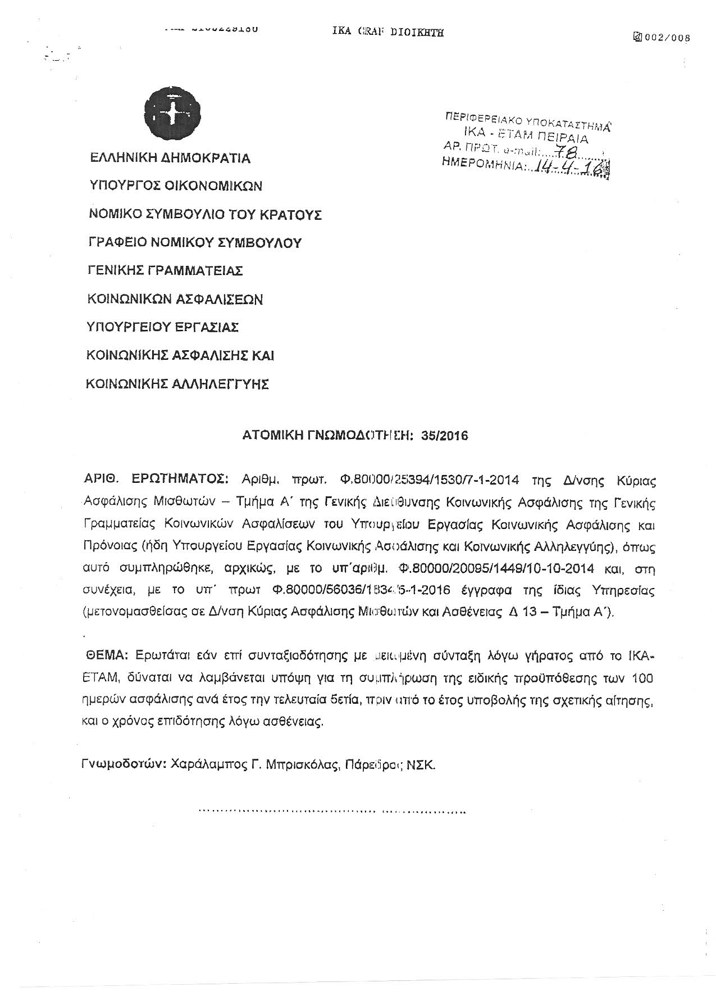 IKA GRAF DIOIKHTH
002/008
ΠΕΡΙΦΕΡΕΙΑΚΟ ΥΠΟΚΑΤΑΣΤΗΜΑ
ΙΚΑ - ΕΤΑΜ ΠΕΙΡΑΙΑ
ΑΡ. ΠΡΩΤ. e-mail:....78......
ΗΜΕΡΟΜΗΝΙΑ:..14-4-16
ΕΛΛΗΝΙΚΗ ΔΗΜΟΚΡΑΤΙΑ
ΥΠΟΥΡΓΟΣ ΟΙΚΟΝΟΜΙΚΩΝ
ΝΟΜΙΚΟ ΣΥΜΒΟΥΛΙΟ ΤΟΥ ΚΡΑΤΟΥΣ
ΓΡΑΦΕΙΟ ΝΟΜΙΚΟΥ ΣΥΜΒΟΥΛΟΥ
ΓΕΝΙΚΗΣ ΓΡΑΜΜΑΤΕΙΑΣ
ΚΟΙΝΩΝΙΚΩΝ ΑΣΦΑΛΙΣΕΩΝ
ΥΠΟΥΡΓΕΙΟΥ ΕΡΓΑΣΙΑΣ
ΚΟΙΝΩΝΙΚΗΣ ΑΣΦΑΛΙΣΗΣ ΚΑΙ
ΚΟΙΝΩΝΙΚΗΣ ΑΛΛΗΛΕΓΓΥΗΣ
ΑΤΟΜΙΚΗ ΓΝΩΜΟΔΟΤΗΣΗ: 35/2016
ΑΡΙΘ. ΕΡΩΤΗΜΑΤΟΣ: Αριθμ. πρωτ. Φ.80000/25394/1530/7-1-2014 της Δ/νσης Κύριας
Ασφάλισης Μισθωτών – Τμήμα Α΄ της Γενικής Διεύθυνσης Κοινωνικής Ασφάλισης της Γενικής
Γραμματείας Κοινωνικών Ασφαλίσεων του Υπουργείου Εργασίας Κοινωνικής Ασφάλισης και
Πρόνοιας (ήδη Υπουργείου Εργασίας Κοινωνικής Ασφάλισης και Κοινωνικής Αλληλεγγύης), όπως
αυτό συμπληρώθηκε, αρχικώς, με το υπ΄αριθμ. Φ.80000/20095/1449/10-10-2014 και, στη
συνέχεια, με το υπ΄ πρωτ έγγραφα της ίδιας Υπηρεσίας
(μετονομασθείσας σε Δ/νση Κύριας Ασφάλισης Μισθωτών και Ασθένειας Δ 13 – Τμήμα Α΄).
ΘΕΜΑ: Ερωτάται εάν επί συνταξιοδότησης με μειωμένη σύνταξη λόγω γήρατος από το ΙΚΑ-
ΕΤΑΜ, δύναται να λαμβάνεται υπόψη για τη συμπλήρωση της ειδικής προϋπόθεσης των 100
ημερών ασφάλισης ανά έτος την τελευταία 5ετία, πριν από το έτος υποβολής της σχετικής αίτησης,
και ο χρόνος επιδότησης λόγω ασθένειας.
Γνωμοδοτών: Χαράλαμπος Γ. Μπρισκόλας, Πάρεδρος ΝΣΚ.